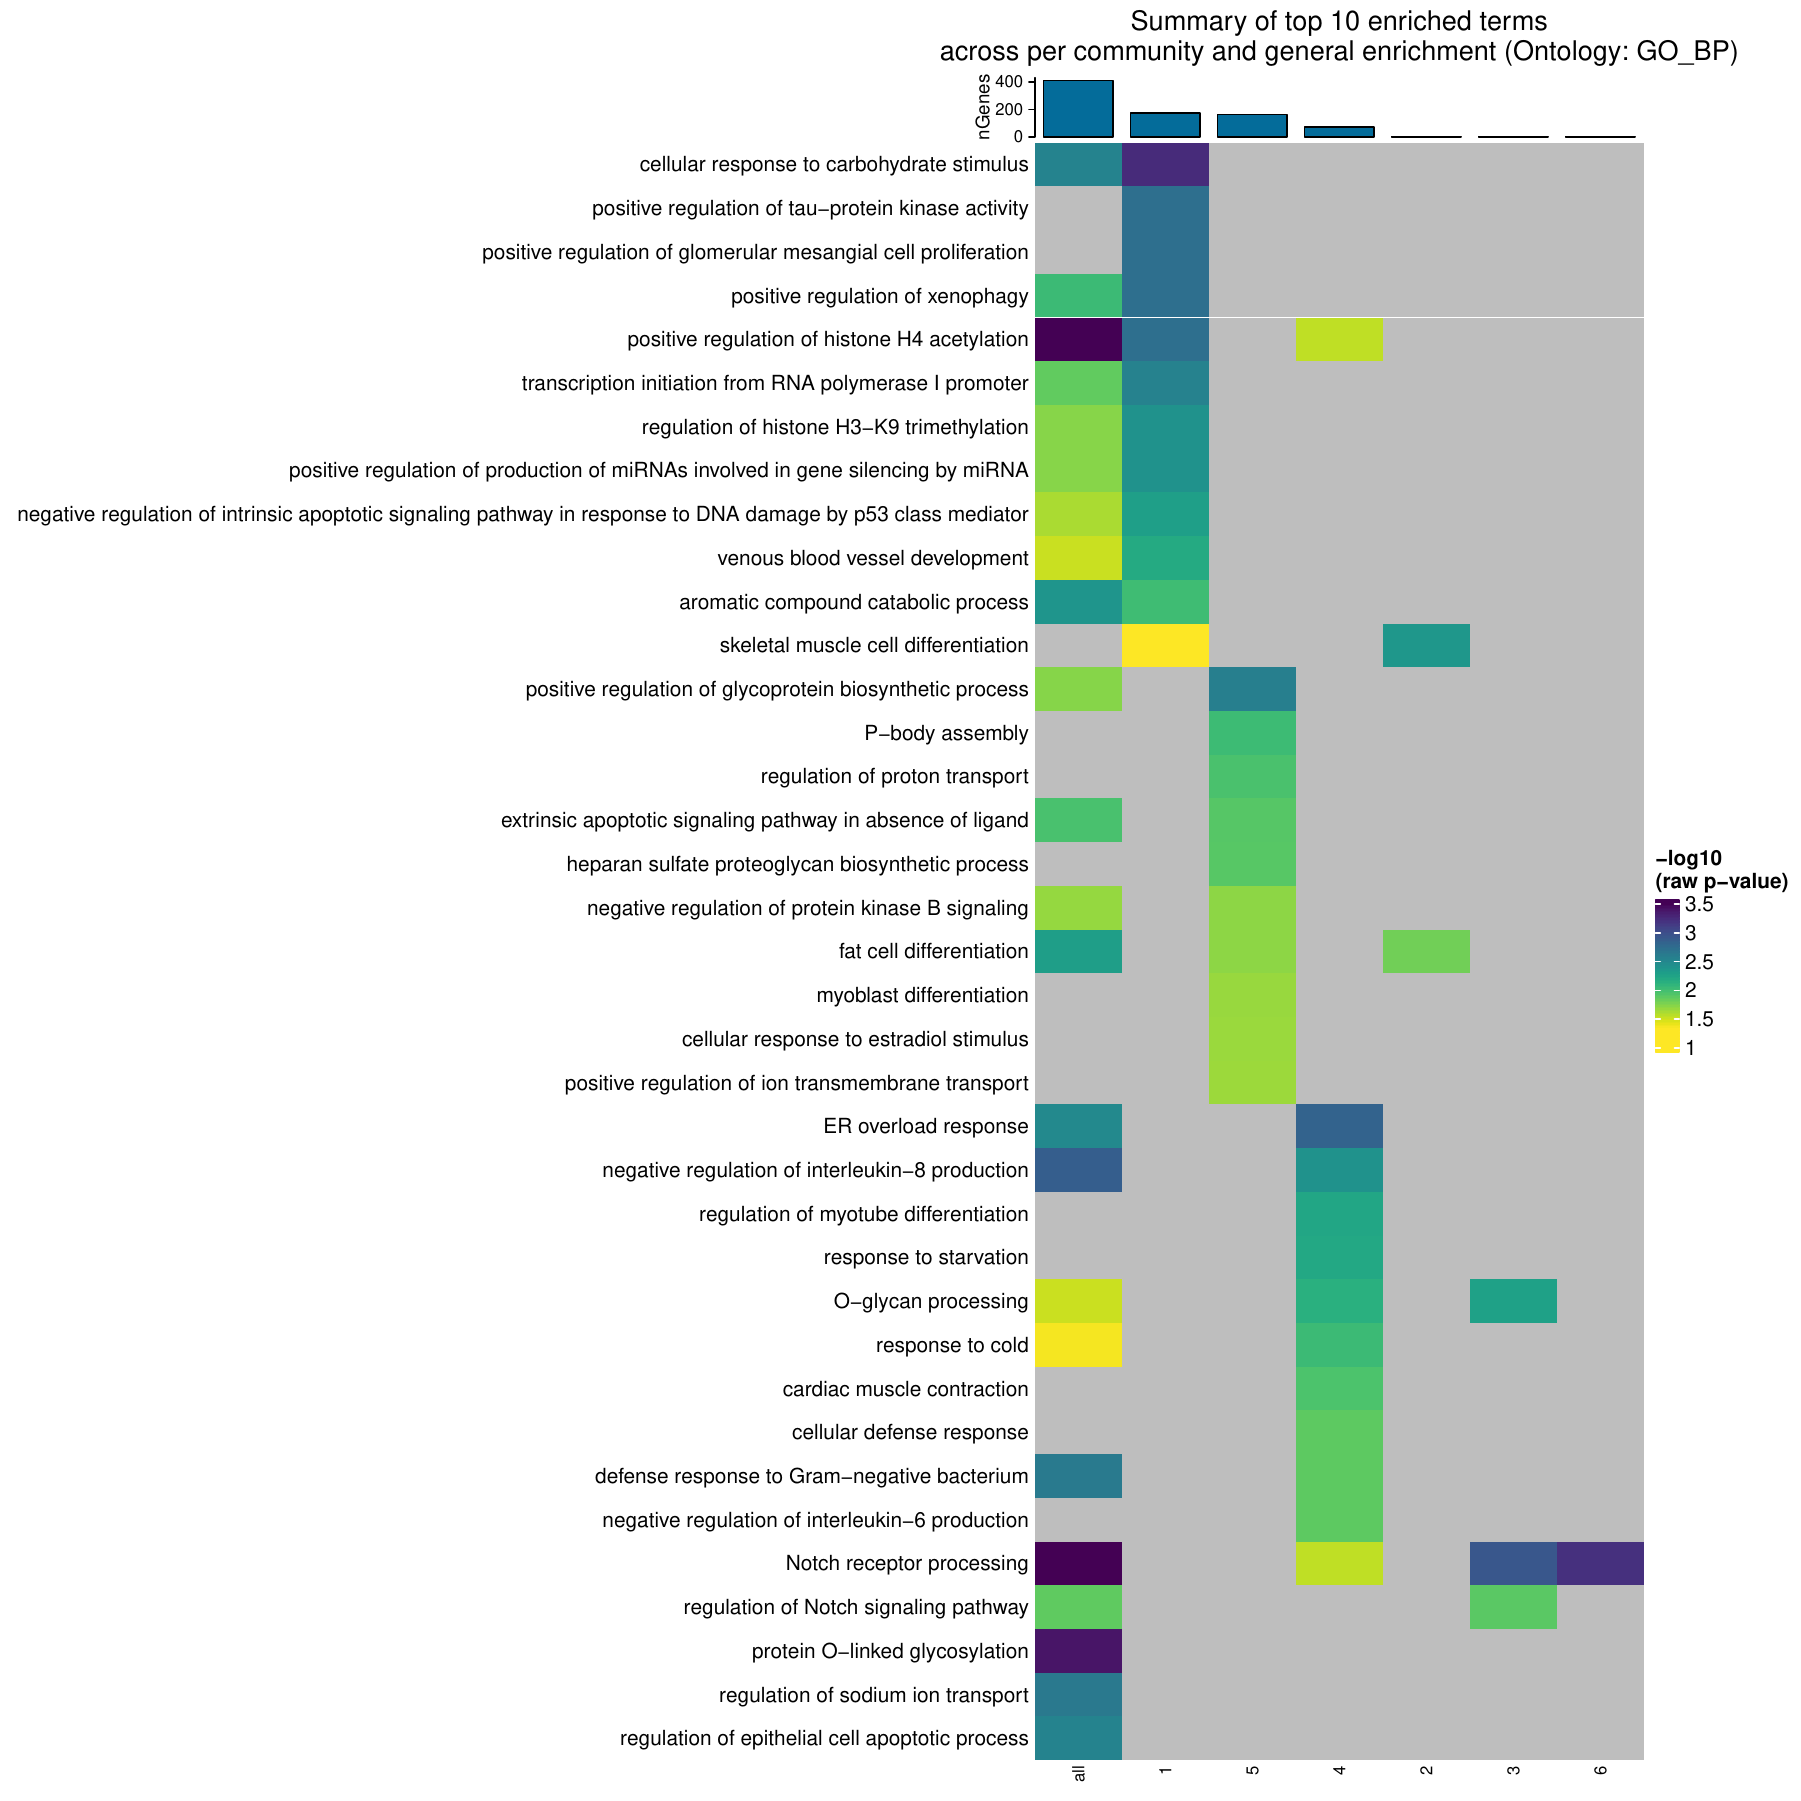 Summary of top 10 enriched terms
across per community and general enrichment (Ontology: GO_BP)
nGenes
400
200
0
cellular response to carbohydrate stimulus
positive regulation of tau−protein kinase activity
positive regulation of glomerular mesangial cell proliferation
positive regulation of xenophagy
positive regulation of histone H4 acetylation
transcription initiation from RNA polymerase I promoter
regulation of histone H3−K9 trimethylation
positive regulation of production of miRNAs involved in gene silencing by miRNA
negative regulation of intrinsic apoptotic signaling pathway in response to DNA damage by p53 class mediator
venous blood vessel development
aromatic compound catabolic process
skeletal muscle cell differentiation
positive regulation of glycoprotein biosynthetic process
P−body assembly
regulation of proton transport
extrinsic apoptotic signaling pathway in absence of ligand
heparan sulfate proteoglycan biosynthetic process
negative regulation of protein kinase B signaling
fat cell differentiation
myoblast differentiation
cellular response to estradiol stimulus
positive regulation of ion transmembrane transport
ER overload response
negative regulation of interleukin−8 production
regulation of myotube differentiation
response to starvation
O−glycan processing
response to cold
cardiac muscle contraction
cellular defense response
defense response to Gram−negative bacterium
negative regulation of interleukin−6 production
Notch receptor processing
regulation of Notch signaling pathway
protein O−linked glycosylation
regulation of sodium ion transport
regulation of epithelial cell apoptotic process
all 1 5 4 2 3 6
−log10
(raw p−value)
3.5
3
2.5
2
1.5
1